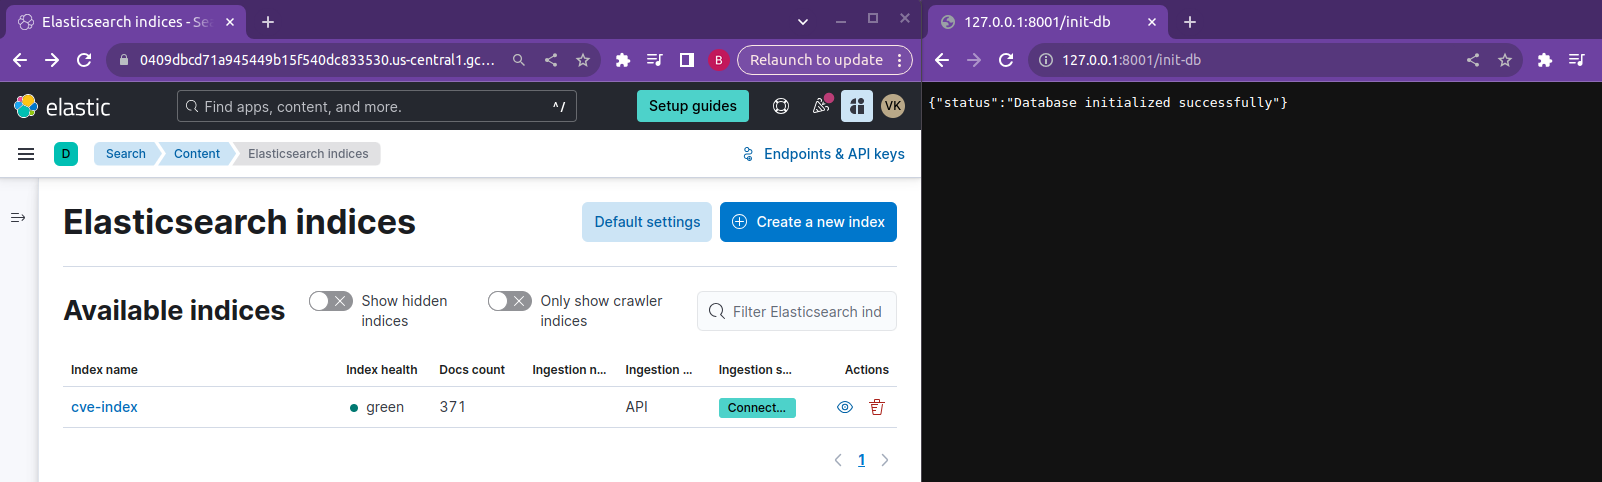 Elasticsearch indices - Sea
127.0.0.1:8001/init-db
0409dbcd71a945449b15f540dc833530.us-central1.gc...
B
Relaunch to update
127.0.0.1:8001/init-db
elastic
Find apps, content, and more.
^/
Setup guides
VK
{"status":"Database initialized successfully"}
D
Search
Content
Elasticsearch indices
Endpoints & API keys
Elasticsearch indices
Default settings
Create a new index
Available indices
Show hidden
indices
Only show crawler
indices
Filter Elasticsearch ind
Index name
Index health
Docs count
Ingestion n...
Ingestion ...
Ingestion s...
Actions
cve-index
green
371
API
Connect...
1